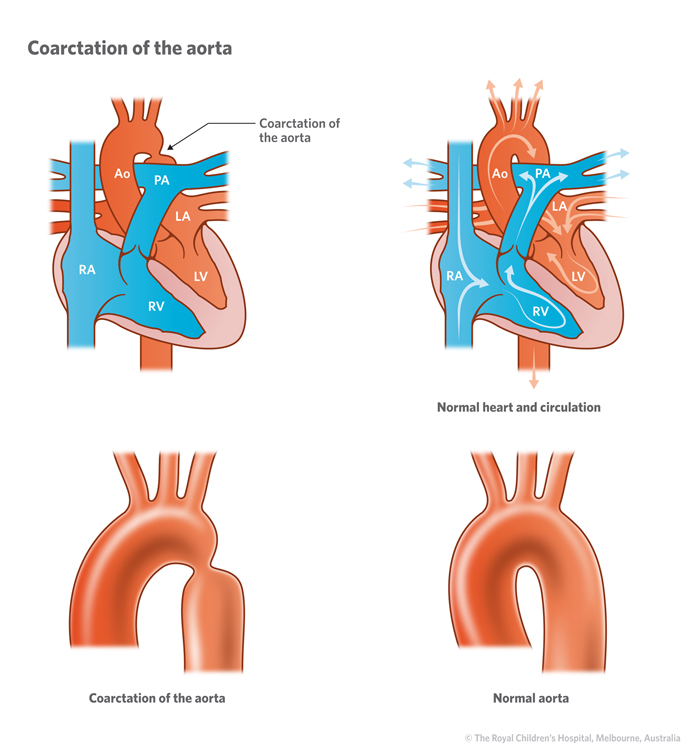 Coarctation of the aorta
Coarctation of
the aorta
Ao
PA
LA
RA
LV
RV
Ao
PA
LA
RA
LV
RV
Normal heart and circulation
Coarctation of the aorta
Normal aorta
© The Royal Children's Hospital, Melbourne, Australia